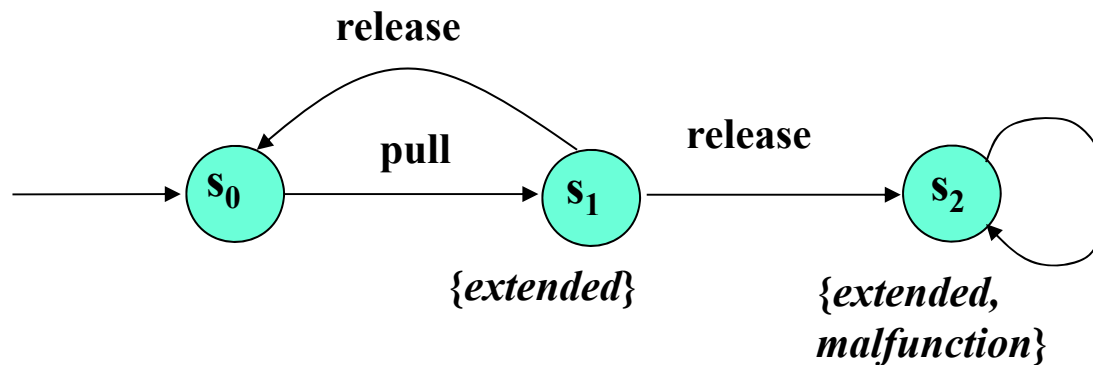 release
pull
release
s₀
s₁
s₂
{extended}
{extended,
malfunction}